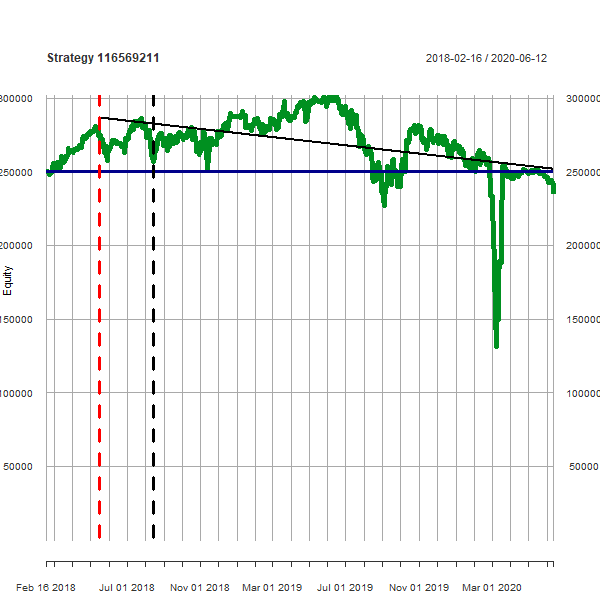 Strategy 116569211 2018-02-16 / 2020-06-12
300000 300000
250000 250000
200000 200000
Equity
150000 150000
100000 100000
50000 50000
Feb 16 2018 Jul 01 2018 Nov 01 2018 Mar 01 2019 Jul 01 2019 Nov 01 2019 Mar 01 2020